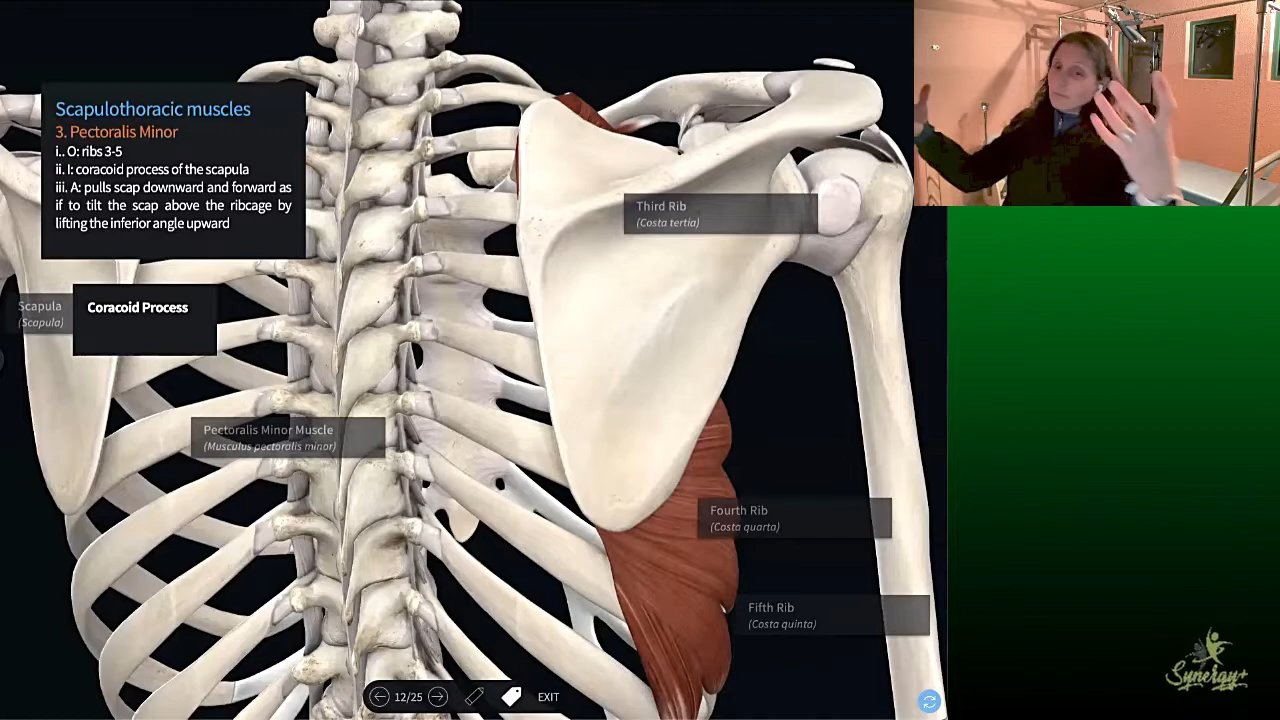 Scapulothoracic muscles
3. Pectoralis Minor
i.. O: ribs 3-5
ii. I: coracoid process of the scapula
iii. A: pulls scap downward and forward as
if to tilt the scap above the ribcage by
lifting the inferior angle upward
Third Rib
(Costa tertia)
Scapula
(Scapula)
Coracoid Process
Pectoralis Minor Muscle
(Musculus pectoralis minor)
Fourth Rib
(Costa quarta)
Fifth Rib
(Costa quinta)
12/25
EXIT
Synergy+